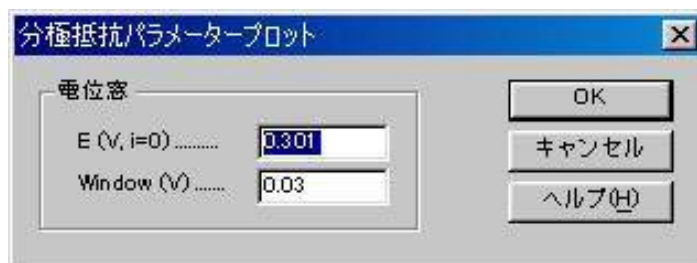 分極抵抗パラメータープロット
電位窓
E (V, i=0) ......... 0.301
Window (V) ...... 0.03
OK
キャンセル
ヘルプ(H)